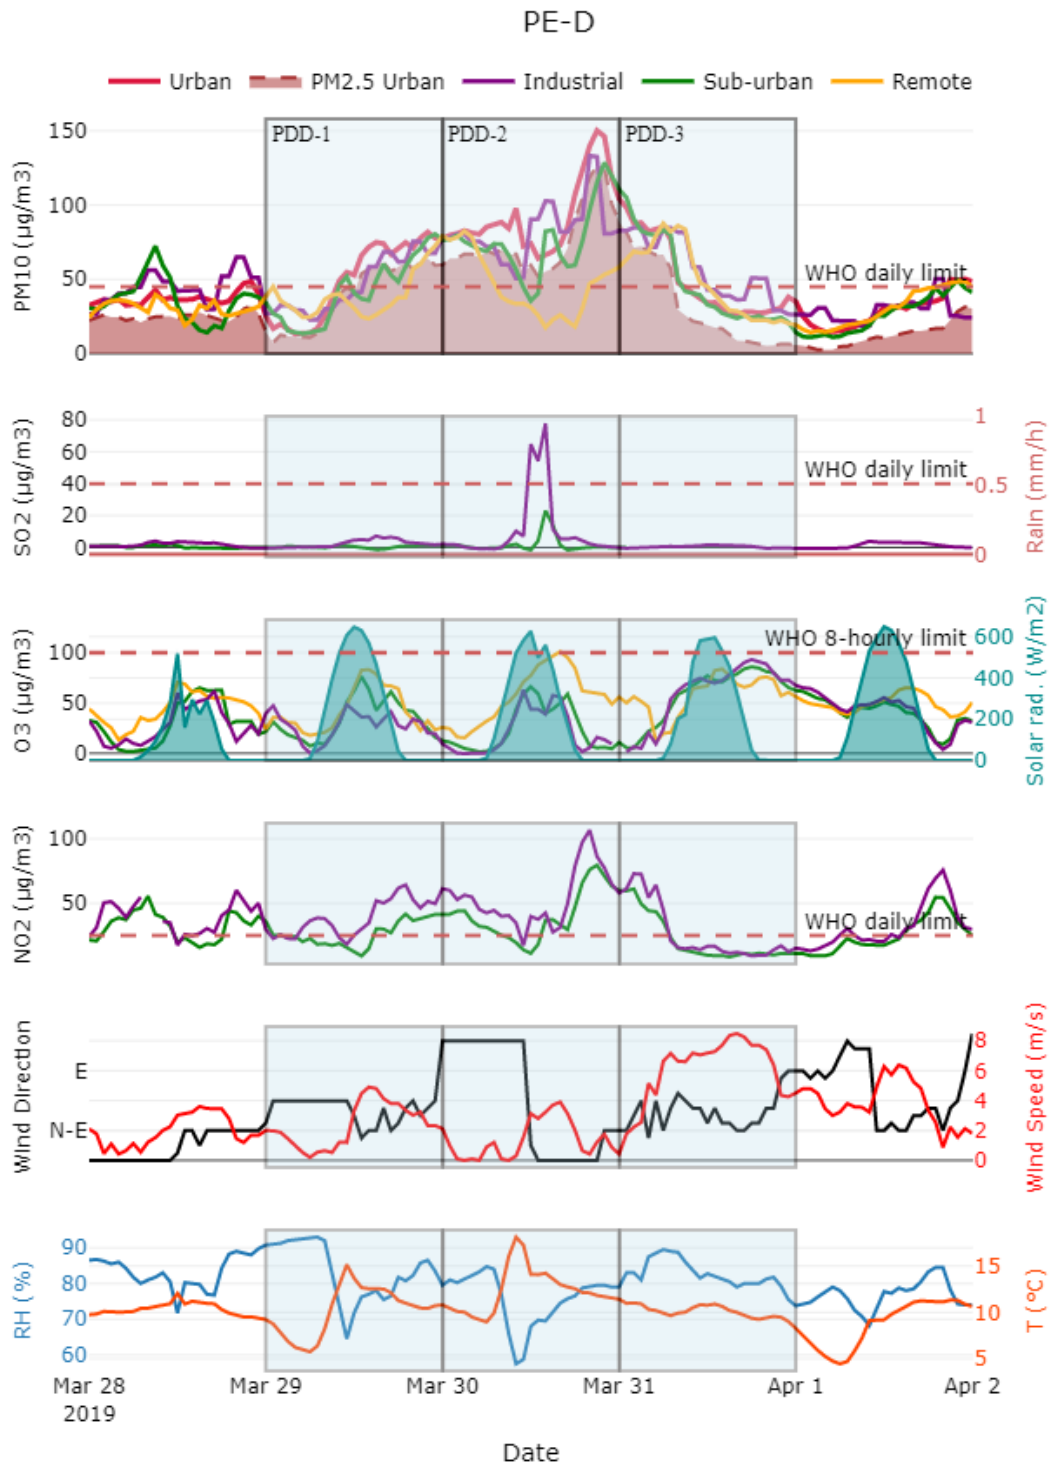 PE-D
Urban PM2.5 Urban Industrial Sub-urban Remote
PM10 (μg/m3)
150
100
50
0
PDD-1
PDD-2
PDD-3
WHO daily limit
SO2 (μg/m3)
80
60
40
20
0
WHO daily limit
1
0.5
0
Rain (mm/h)
O3 (μg/m3)
100
50
0
WHO 8-hourly limit
600
400
200
0
Solar rad. (W/m2)
NO2 (μg/m3)
100
50
WHO daily limit
Wind Direction
E
N-E
8
6
4
2
0
Wind Speed (m/s)
RH (%)
90
80
70
60
15
10
5
T (°C)
Mar 28
2019
Mar 29
Mar 30
Mar 31
Apr 1
Apr 2
Date